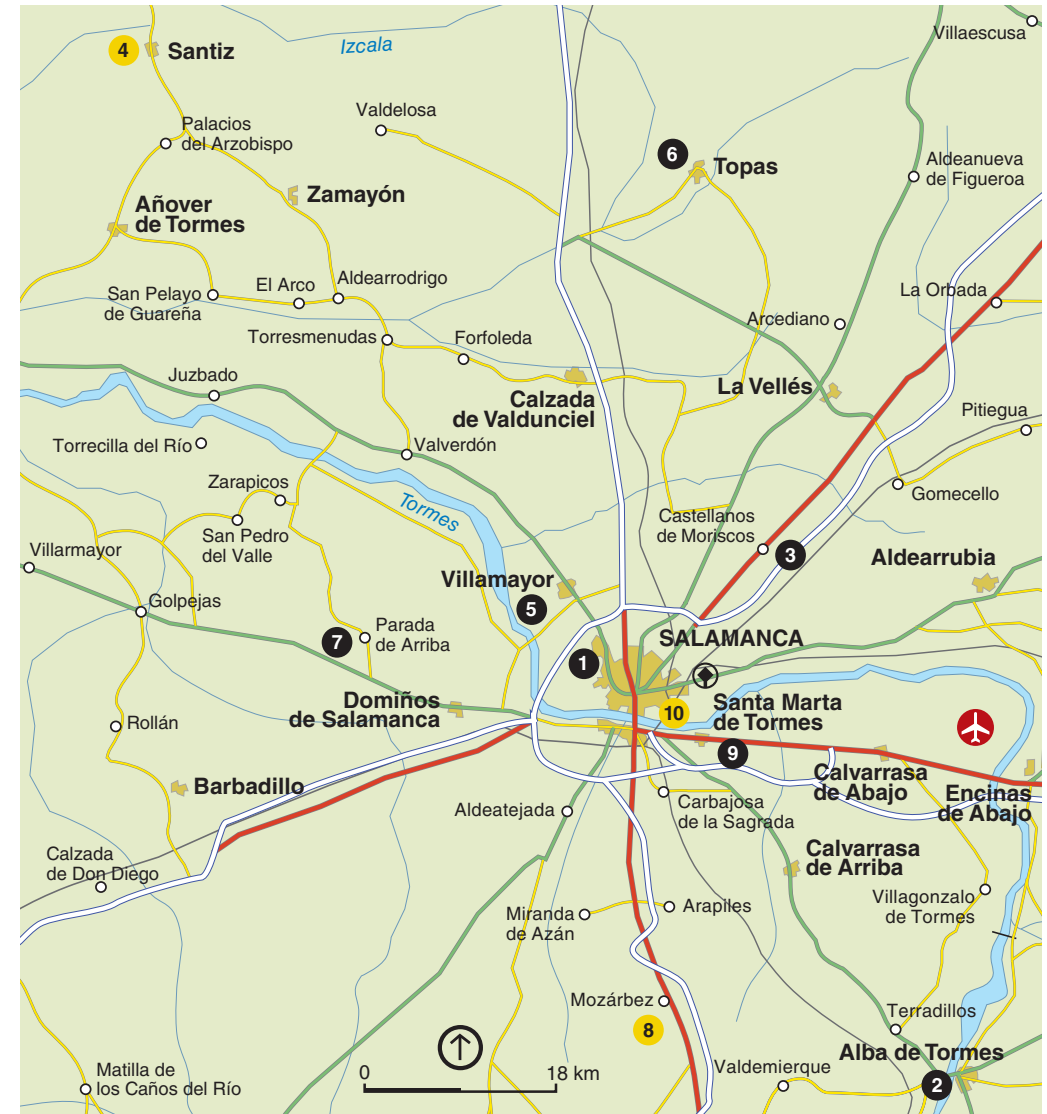 Villaescusa
4 Santiz
Izcala
Valdelosa
Palacios
del Arzobispo
6
Topas
Aldeanueva
de Figueroa
Zamayón
Añover
de Tormes
El Arco
Aldearrodrigo
San Pelayo
de Guareña
La Orbada
Arcediano
Torresmenudas
Forfoleda
Juzbado
Calzada
de Valdunciel
La Vellés
Pitiegua
Torrecilla del Río
Valverdón
Zarapicos
Tormes
Gomecello
San Pedro
del Valle
Castellanos
de Moriscos
3
Villarmayor
Aldearrubia
Villamayor
5
Golpejas
Parada
de Arriba
7
SALAMANCA
1
Domiños
de Salamanca
10
Santa Marta
de Tormes
Rollán
9
Barbadillo
Calvarrasa
de Abajo
Encinas
de Abajo
Aldeatejada
Carbajosa
de la Sagrada
Calzada
de Don Diego
Calvarrasa
de Arriba
Villagonzalo
de Tormes
Miranda
de Azán
Arapiles
Mozárbez
8
Terradillos
Alba de Tormes
2
Valdemierque
0 18 km
Matilla de
los Caños del Río